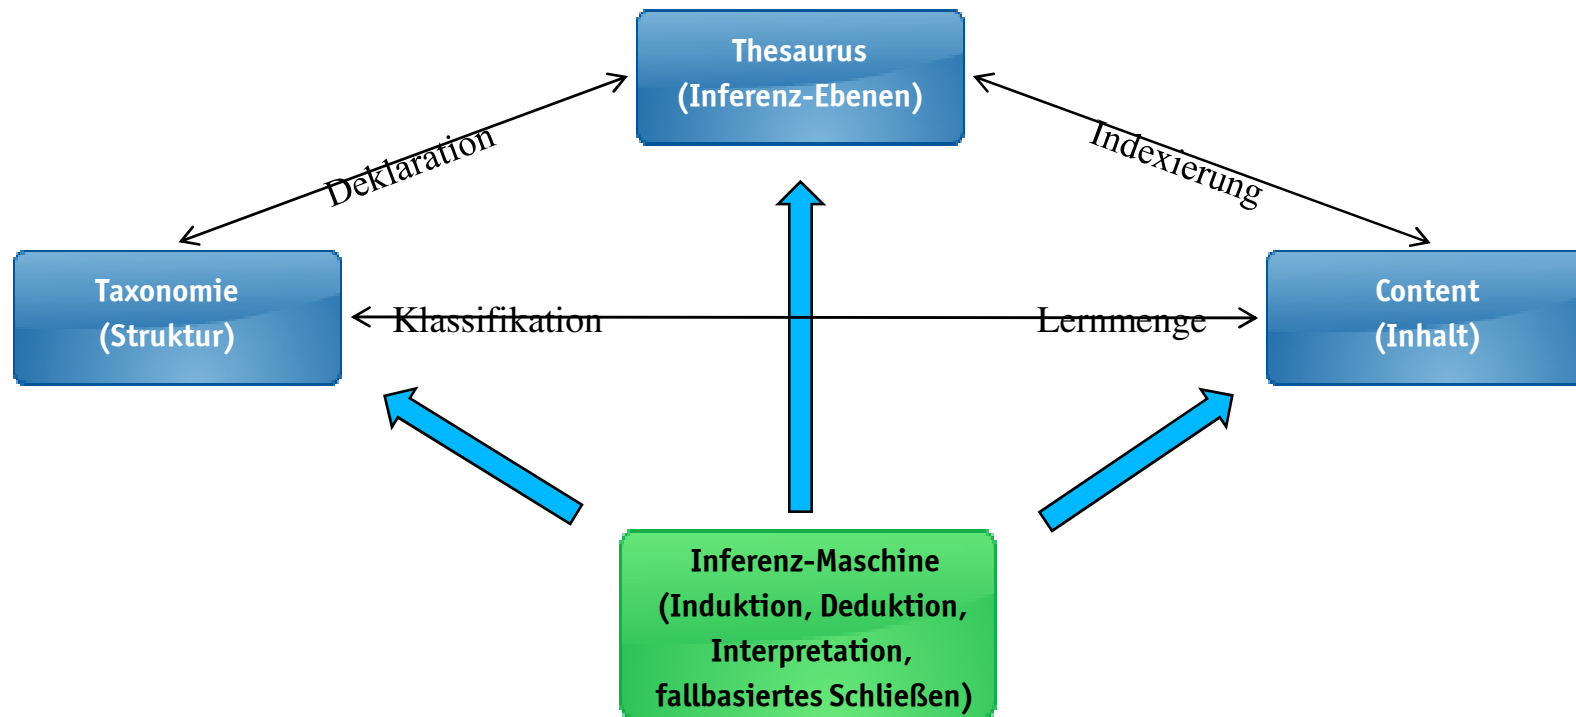 Thesaurus
(Inferenz-Ebenen)
Deklaration
Indexierung
Taxonomie
(Struktur)
Klassifikation
Lernmenge
Content
(Inhalt)
Inferenz-Maschine
(Induktion, Deduktion,
Interpretation,
fallbasiertes Schließen)